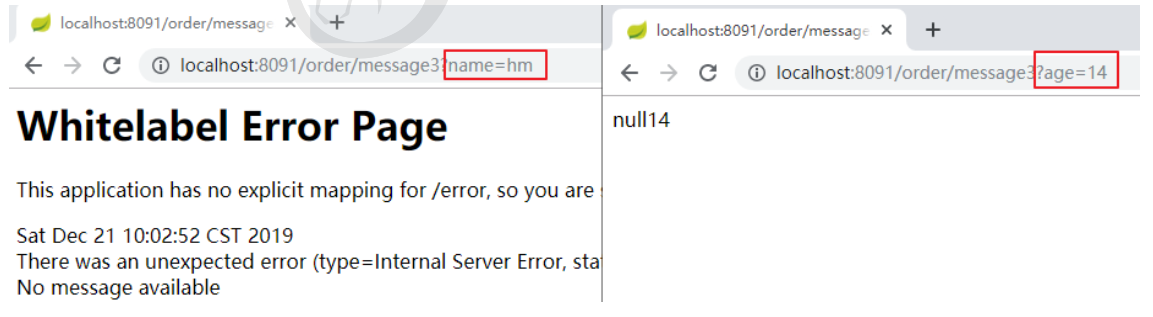 localhost:8091/order/message
localhost:8091/order/message3?name=hm
Whitelabel Error Page
This application has no explicit mapping for /error, so you are
Sat Dec 21 10:02:52 CST 2019
There was an unexpected error (type=Internal Server Error, sta
No message available
localhost:8091/order/message
localhost:8091/order/message3?age=14
null14